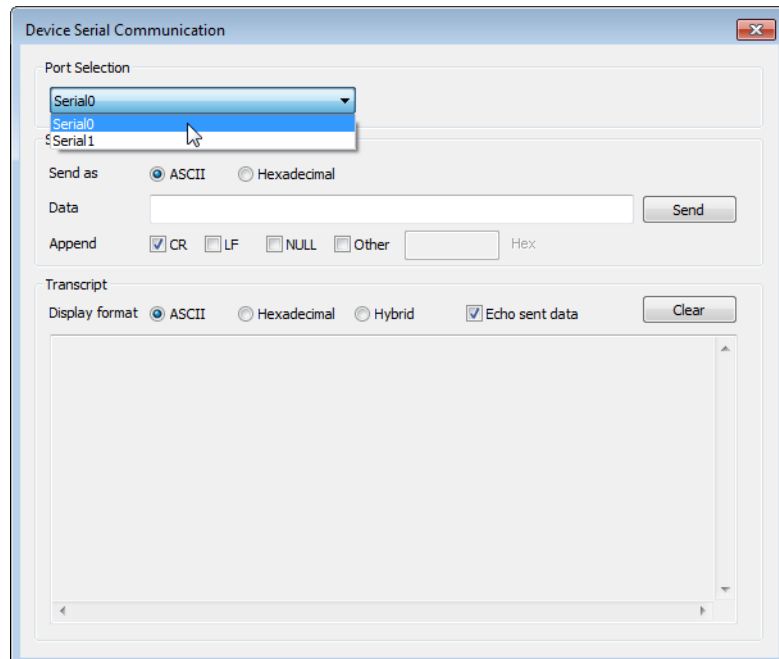 Device Serial Communication
Port Selection
Serial0
Serial0
Serial1
Send as ASCII Hexadecimal
Data Send
Append CR LF NULL Other Hex
Transcript
Display format ASCII Hexadecimal Hybrid Echo sent data Clear